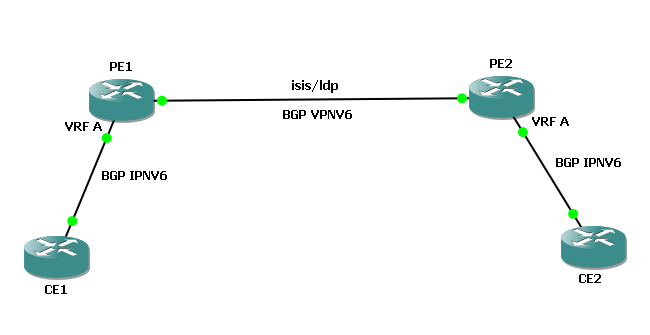 PE1
PE2
isis/ldp
BGP VPNV6
VRF A
VRF A
BGP IPNV6
BGP IPNV6
CE1
CE2